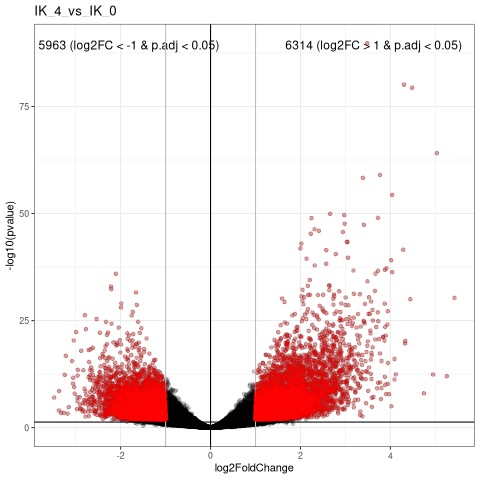 IK_4_vs_IK_0
5963 (log2FC < -1 & p.adj < 0.05)
6314 (log2FC > 1 & p.adj < 0.05)
75
50
25
0
-2
0
2
4
-log10(pvalue)
log2FoldChange